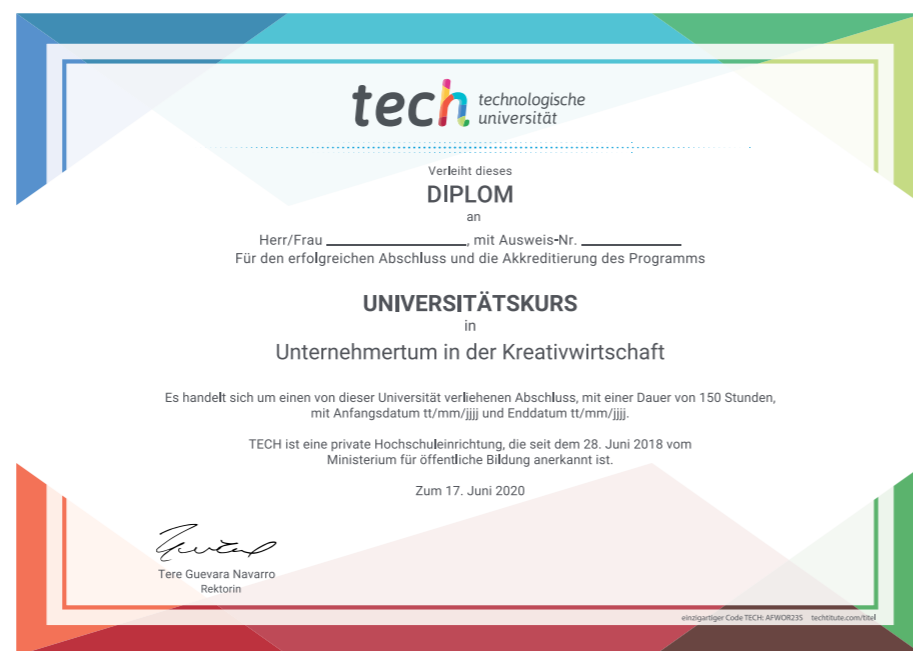 tech technologische
universität
Verleiht dieses
DIPLOM
an
Herr/Frau ____________________, mit Ausweis-Nr. ______________
Für den erfolgreichen Abschluss und die Akkreditierung des Programms
UNIVERSITÄTSKURS
in
Unternehmertum in der Kreativwirtschaft
Es handelt sich um einen von dieser Universität verliehenen Abschluss, mit einer Dauer von 150 Stunden,
mit Anfangsdatum tt/mm/jjjj und Enddatum tt/mm/jjjj.
TECH ist eine private Hochschuleinrichtung, die seit dem 28. Juni 2018 vom
Ministerium für öffentliche Bildung anerkannt ist.
Zum 17. Juni 2020
Tere Guevara Navarro
Rektorin
einzigartiger Code TECH: AFWOR235 techtitute.com/titel